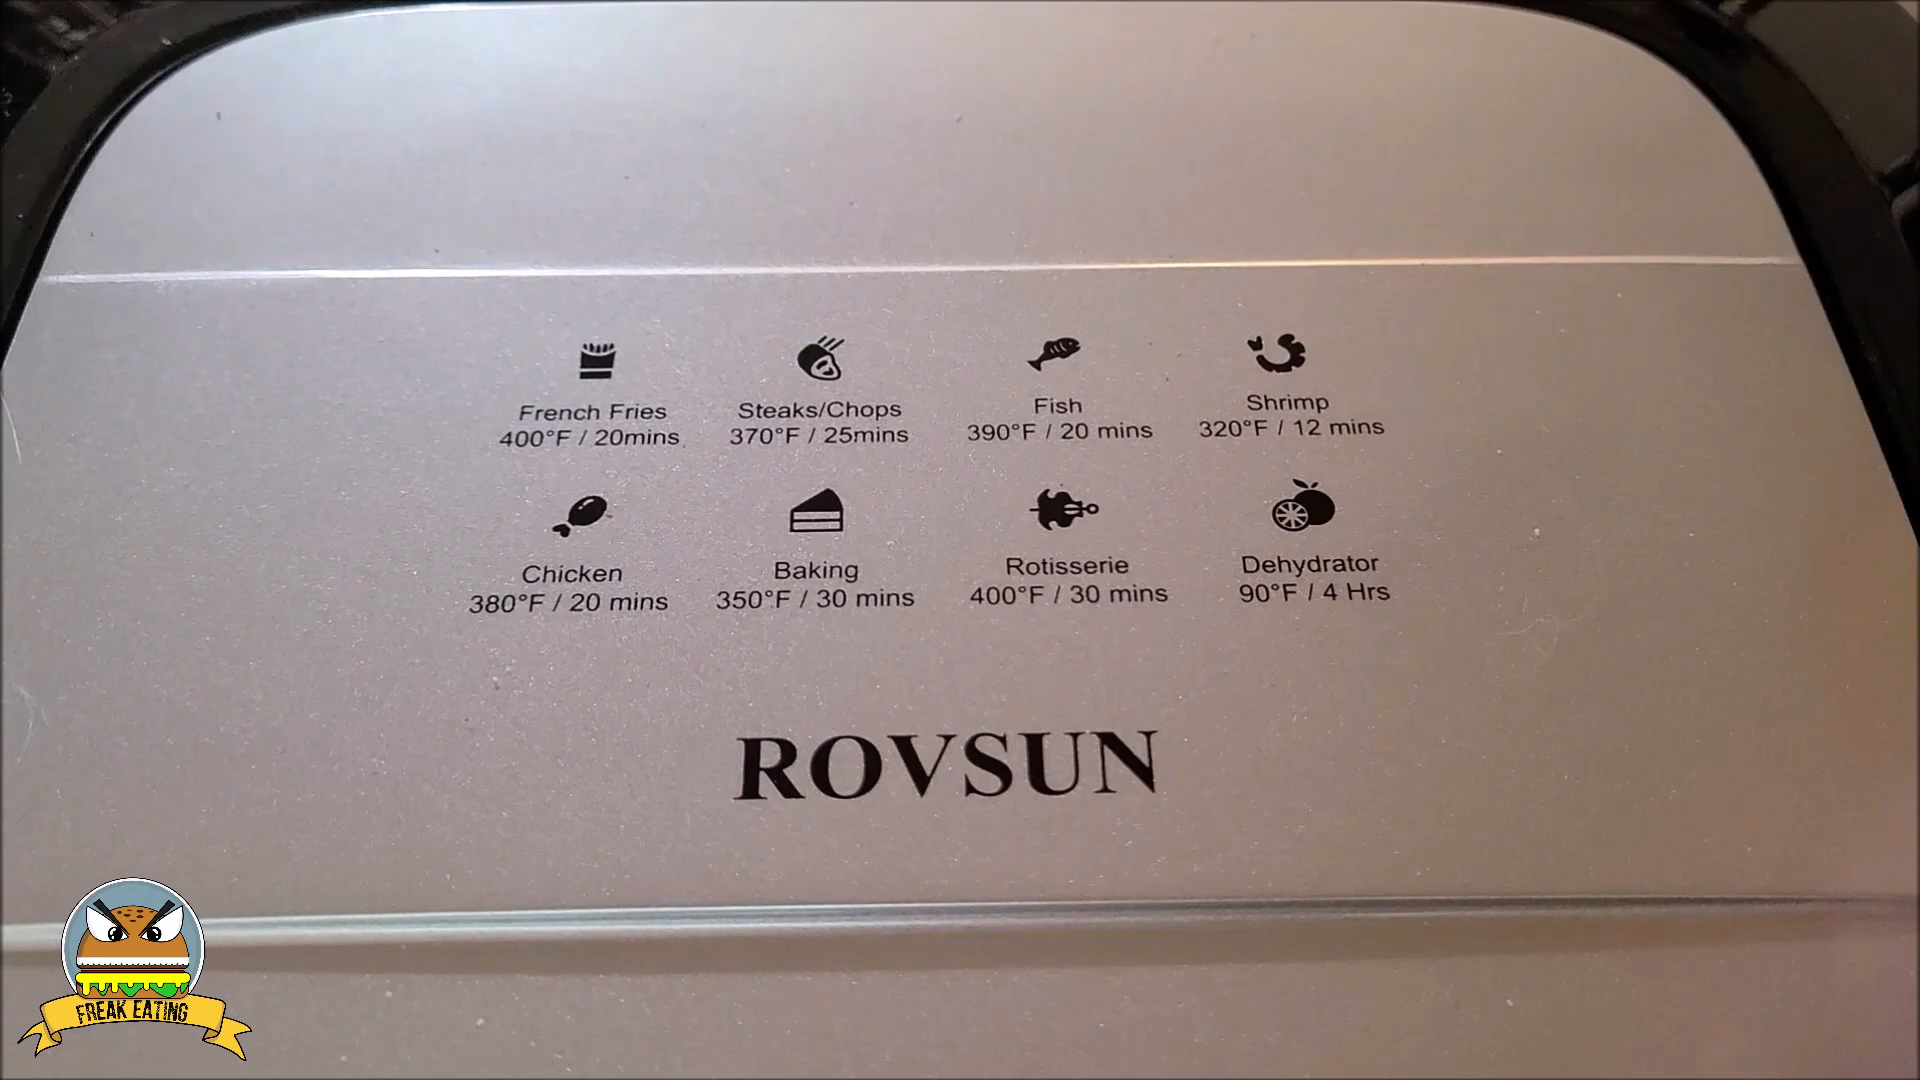 French Fries
400°F / 20mins
Steaks/Chops
370°F / 25mins
Fish
390°F / 20 mins
Shrimp
320°F / 12 mins
Chicken
380°F / 20 mins
Baking
350°F / 30 mins
Rotisserie
400°F / 30 mins
Dehydrator
90°F / 4 Hrs
ROVSUN
FREAK EATING